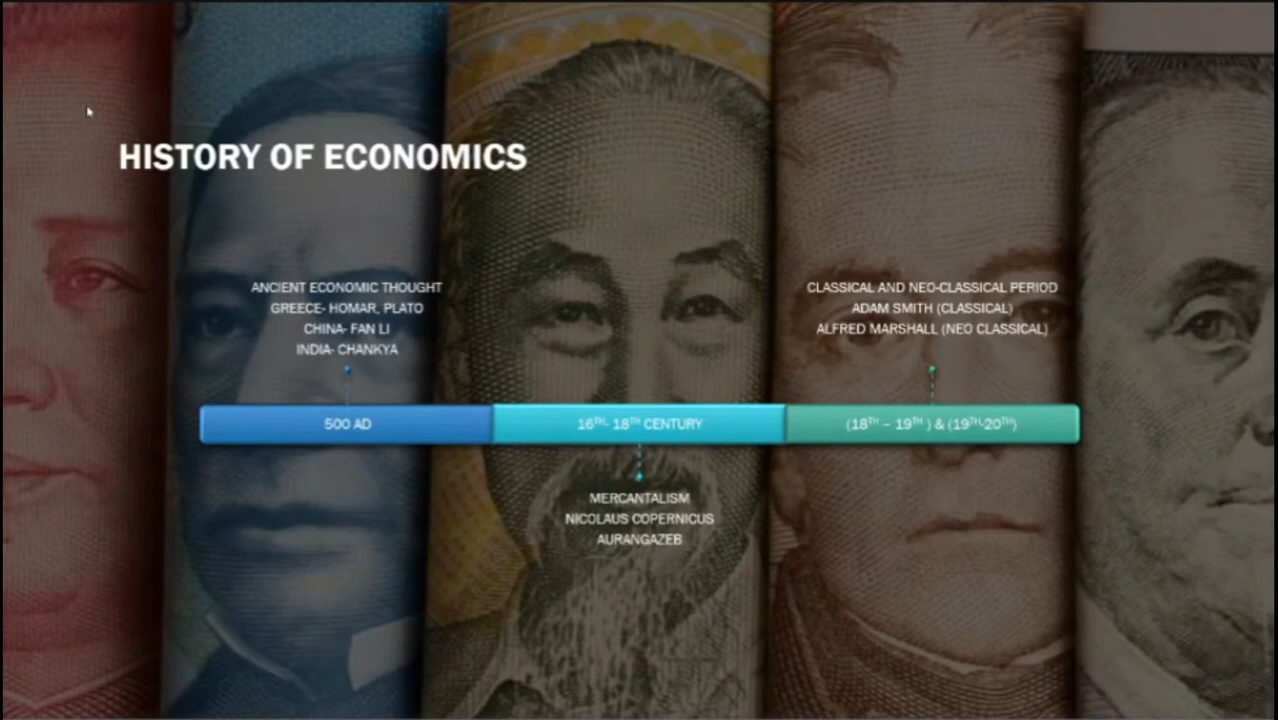 HISTORY OF ECONOMICS
ANCIENT ECONOMIC THOUGHT
GREECE- HOMAR, PLATO
CHINA- FAN LI
INDIA- CHANKYA
CLASSICAL AND NEO-CLASSICAL PERIOD
ADAM SMITH (CLASSICAL)
ALFRED MARSHALL (NEO CLASSICAL)
500 AD
16TH- 18TH CENTURY
(18TH – 19TH ) & (19TH-20TH)
MERCANTALISM
NICOLAUS COPERNICUS
AURANGAZEB